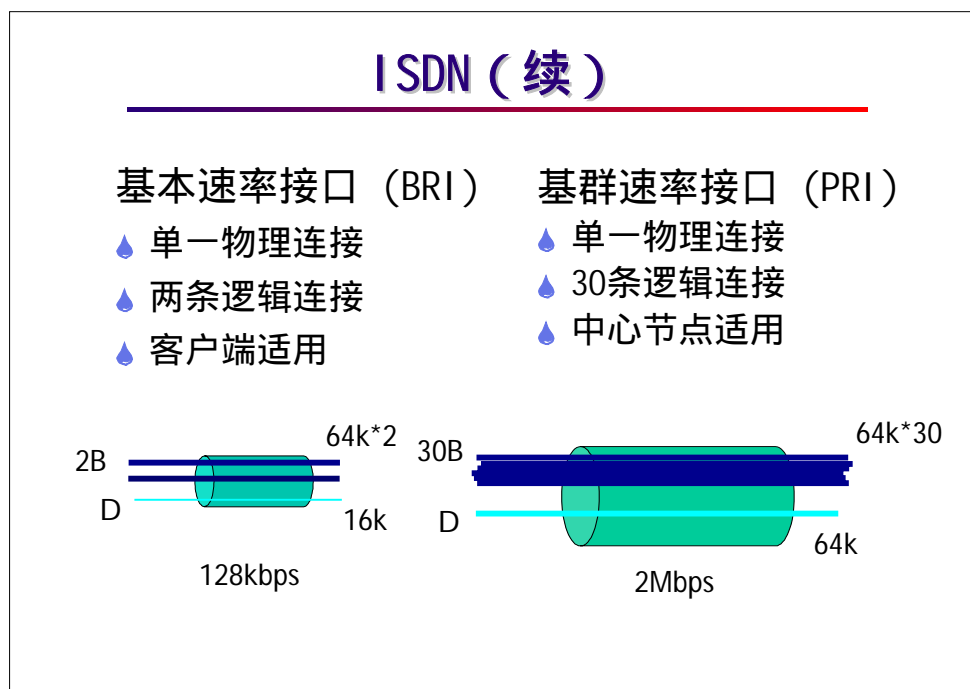 ISDN（续）
基本速率接口 (BRI)
单一物理连接
两条逻辑连接
客户端适用
基群速率接口 (PRI)
单一物理连接
30条逻辑连接
中心节点适用
2B
64k*2
D
16k
128kbps
30B
64k*30
D
64k
2Mbps